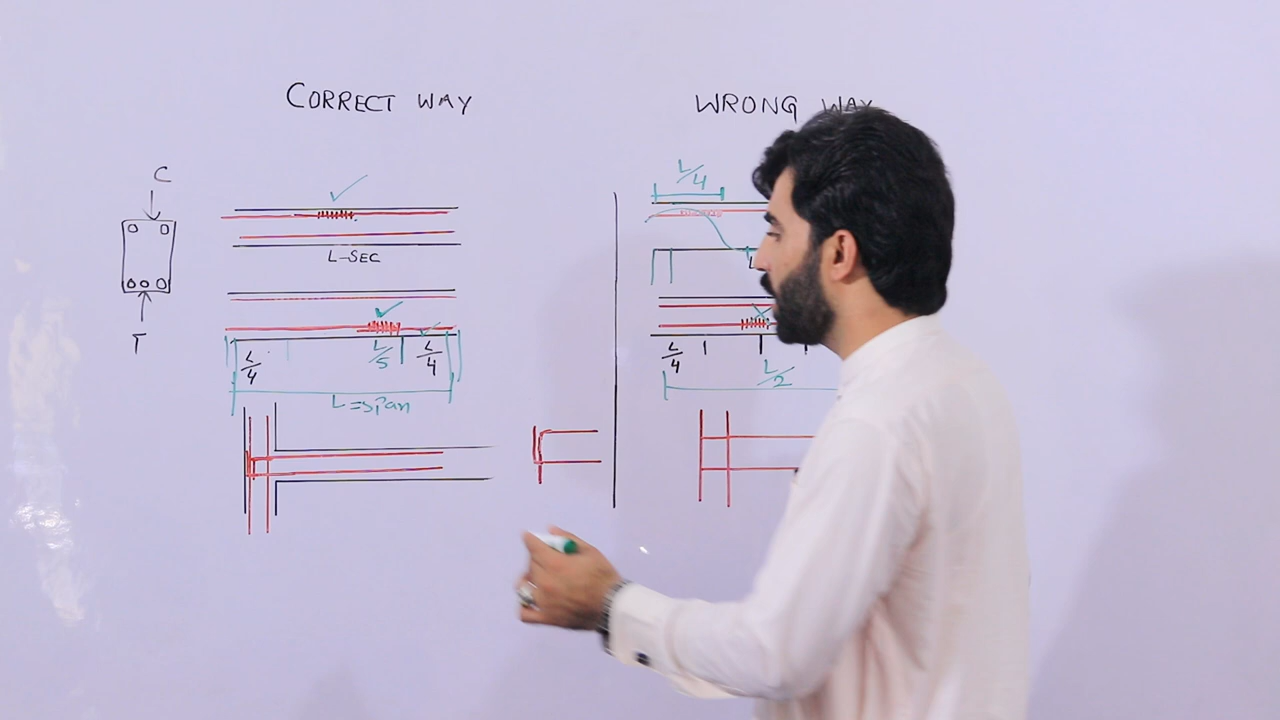 CORRECT WAY
C
L-SEC
T
L/4
L/5
L/4
L=span
WRONG WAY
L/4
L
L/4
L/2